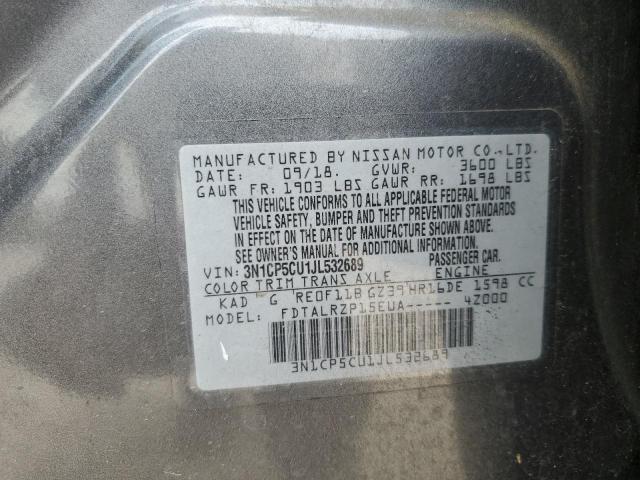 MANUFACTURED BY NISSAN MOTOR CO.,LTD.
DATE: 09/18. GVWR: 3600 LBS
GAWR FR: 1903 LBS GAWR RR: 1698 LBS
THIS VEHICLE CONFORMS TO ALL APPLICABLE FEDERAL MOTOR
VEHICLE SAFETY, BUMPER AND THEFT PREVENTION STANDARDS
IN EFFECT ON THE DATE OF MANUFACTURE SHOWN ABOVE.
SEE OWNER'S MANUAL FOR ADDITIONAL INFORMATION.
VIN: 3N1CP5CU1JL532689 PASSENGER CAR.
COLOR TRIM TRANS AXLE ENGINE
KAD G RE0F11B GZ39 HR16DE 1598 CC
MODEL: FDTALRZP15EUA----- 4Z000
3N1CP5CU1JL532689